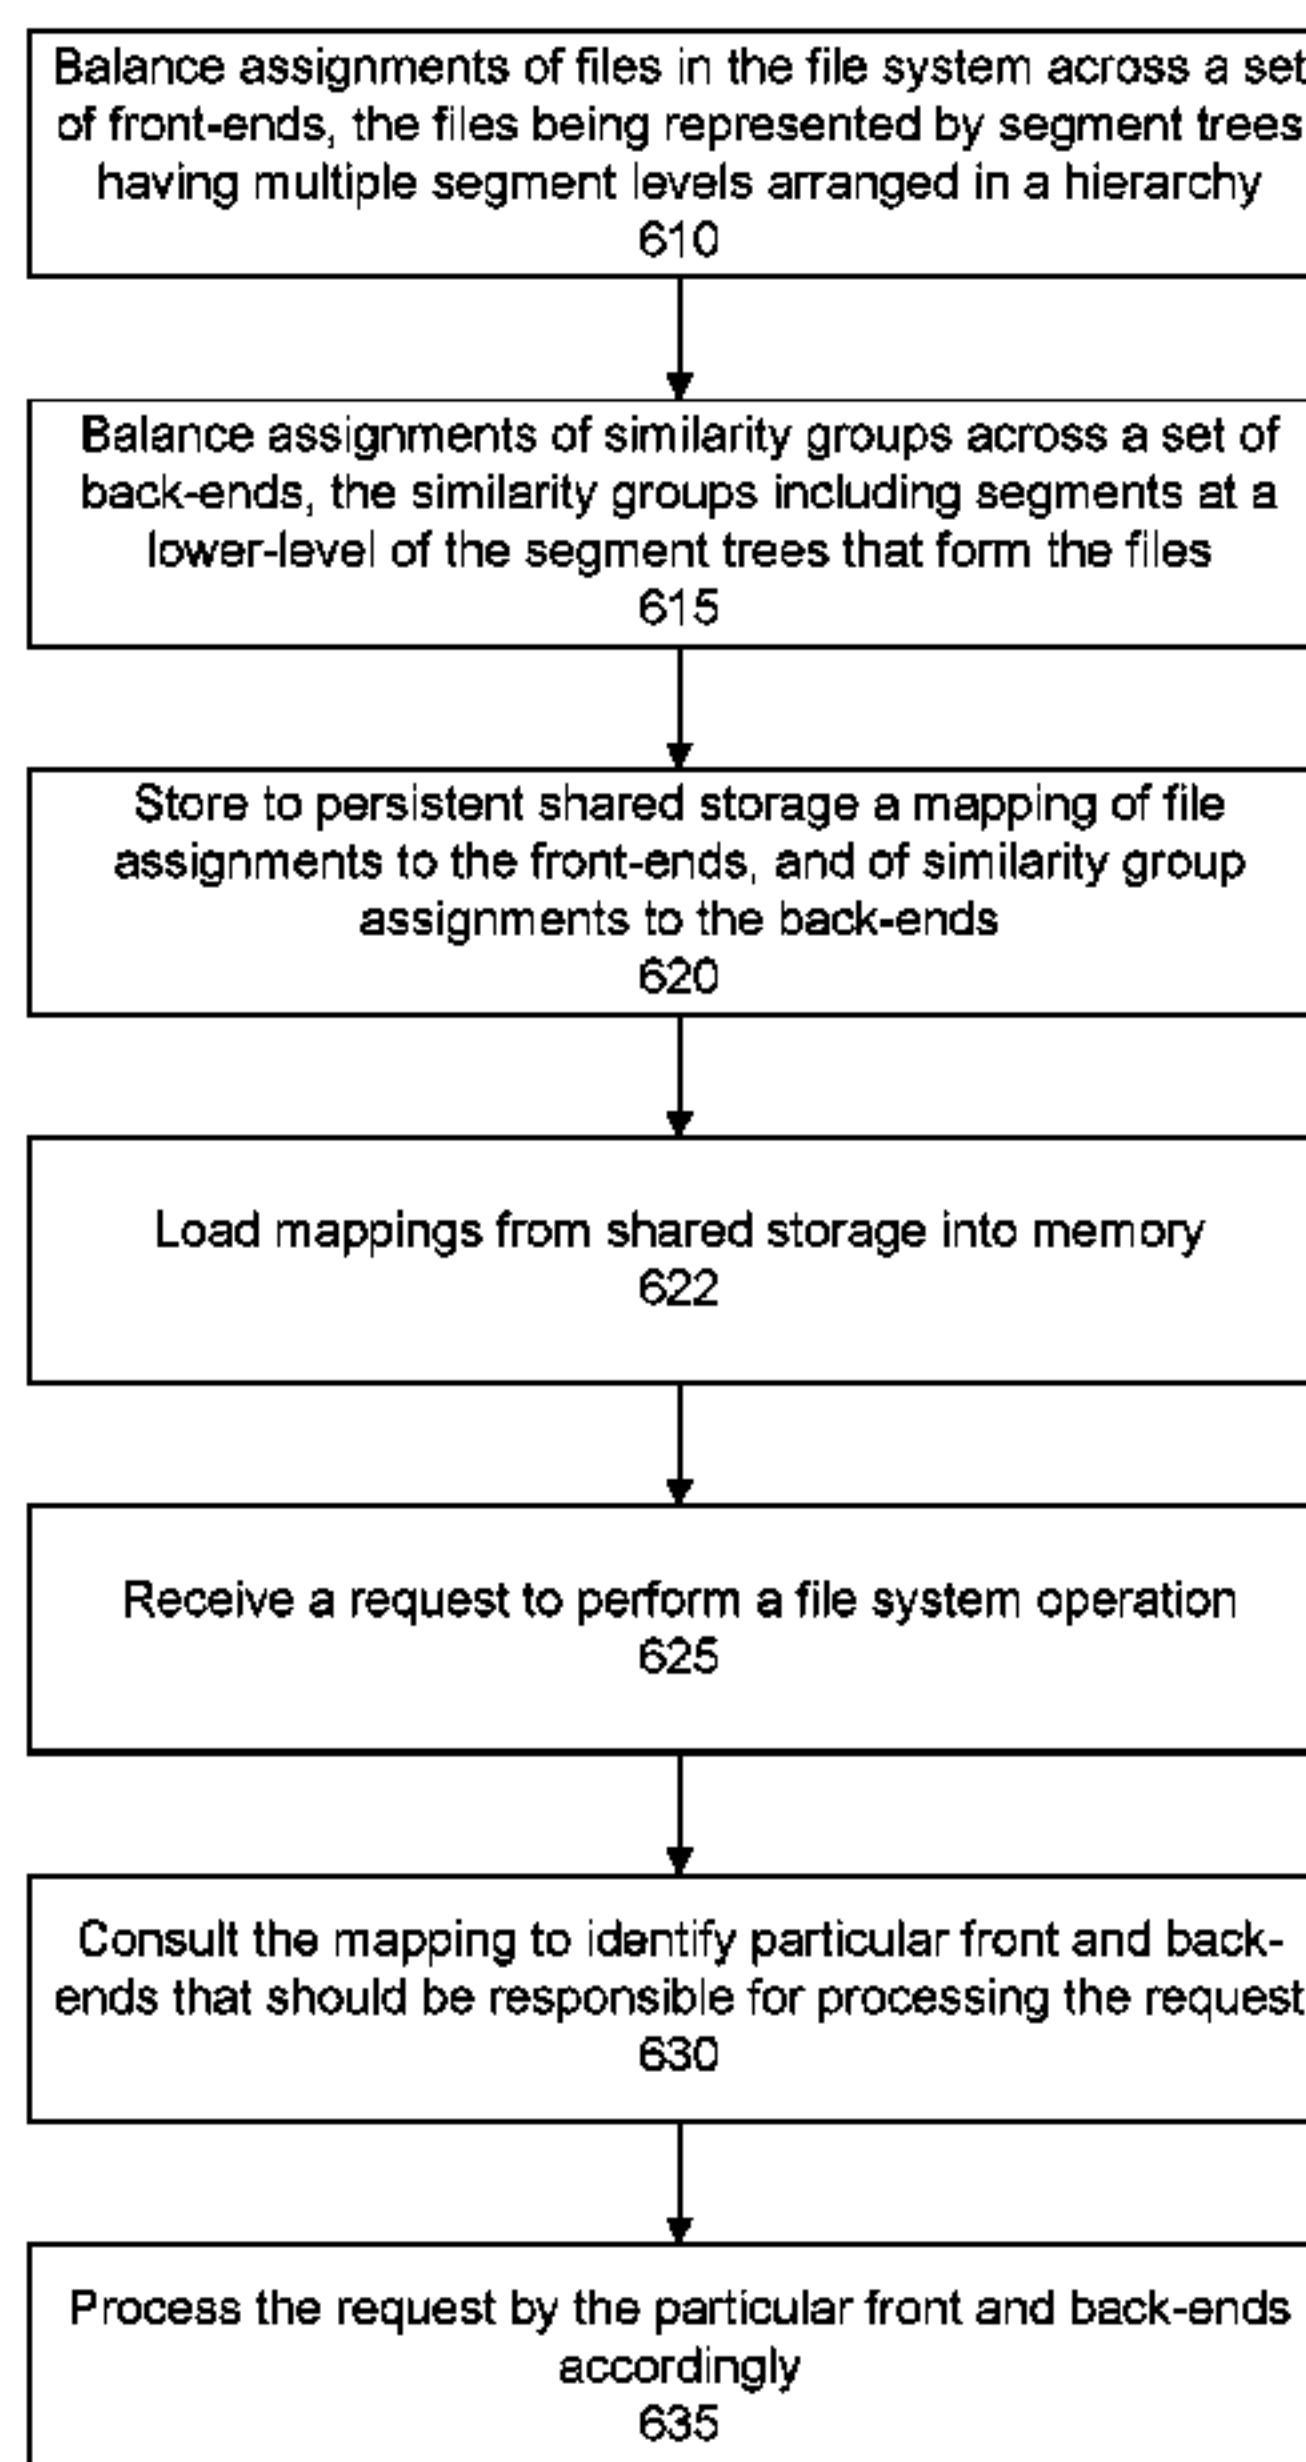 Balance assignments of files in the file system across a set
of front-ends, the files being represented by segment trees
having multiple segment levels arranged in a hierarchy
610
Balance assignments of similarity groups across a set of
back-ends, the similarity groups including segments at a
lower-level of the segment trees that form the files
615
Store to persistent shared storage a mapping of file
assignments to the front-ends, and of similarity group
assignments to the back-ends
620
Load mappings from shared storage into memory
622
Receive a request to perform a file system operation
625
Consult the mapping to identify particular front and back-
ends that should be responsible for processing the request
630
Process the request by the particular front and back-ends
accordingly
635